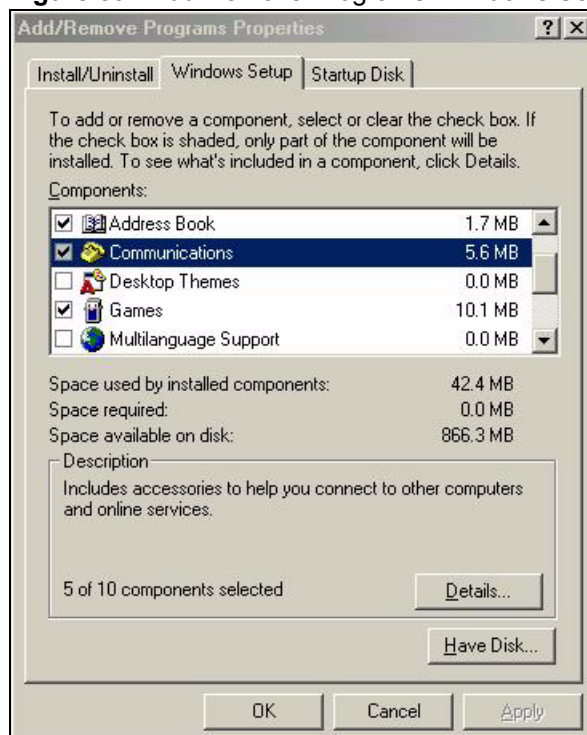 Add/Remove Programs Properties
Install/Uninstall Windows Setup Startup Disk
To add or remove a component, select or clear the check box. If
the check box is shaded, only part of the component will be
installed. To see what's included in a component, click Details.
Components:
Address Book 1.7 MB
Communications 5.6 MB
Desktop Themes 0.0 MB
Games 10.1 MB
Multilanguage Support 0.0 MB
Space used by installed components: 42.4 MB
Space required: 0.0 MB
Space available on disk: 866.3 MB
Description
Includes accessories to help you connect to other computers
and online services.
5 of 10 components selected Details...
Have Disk...
OK Cancel Apply